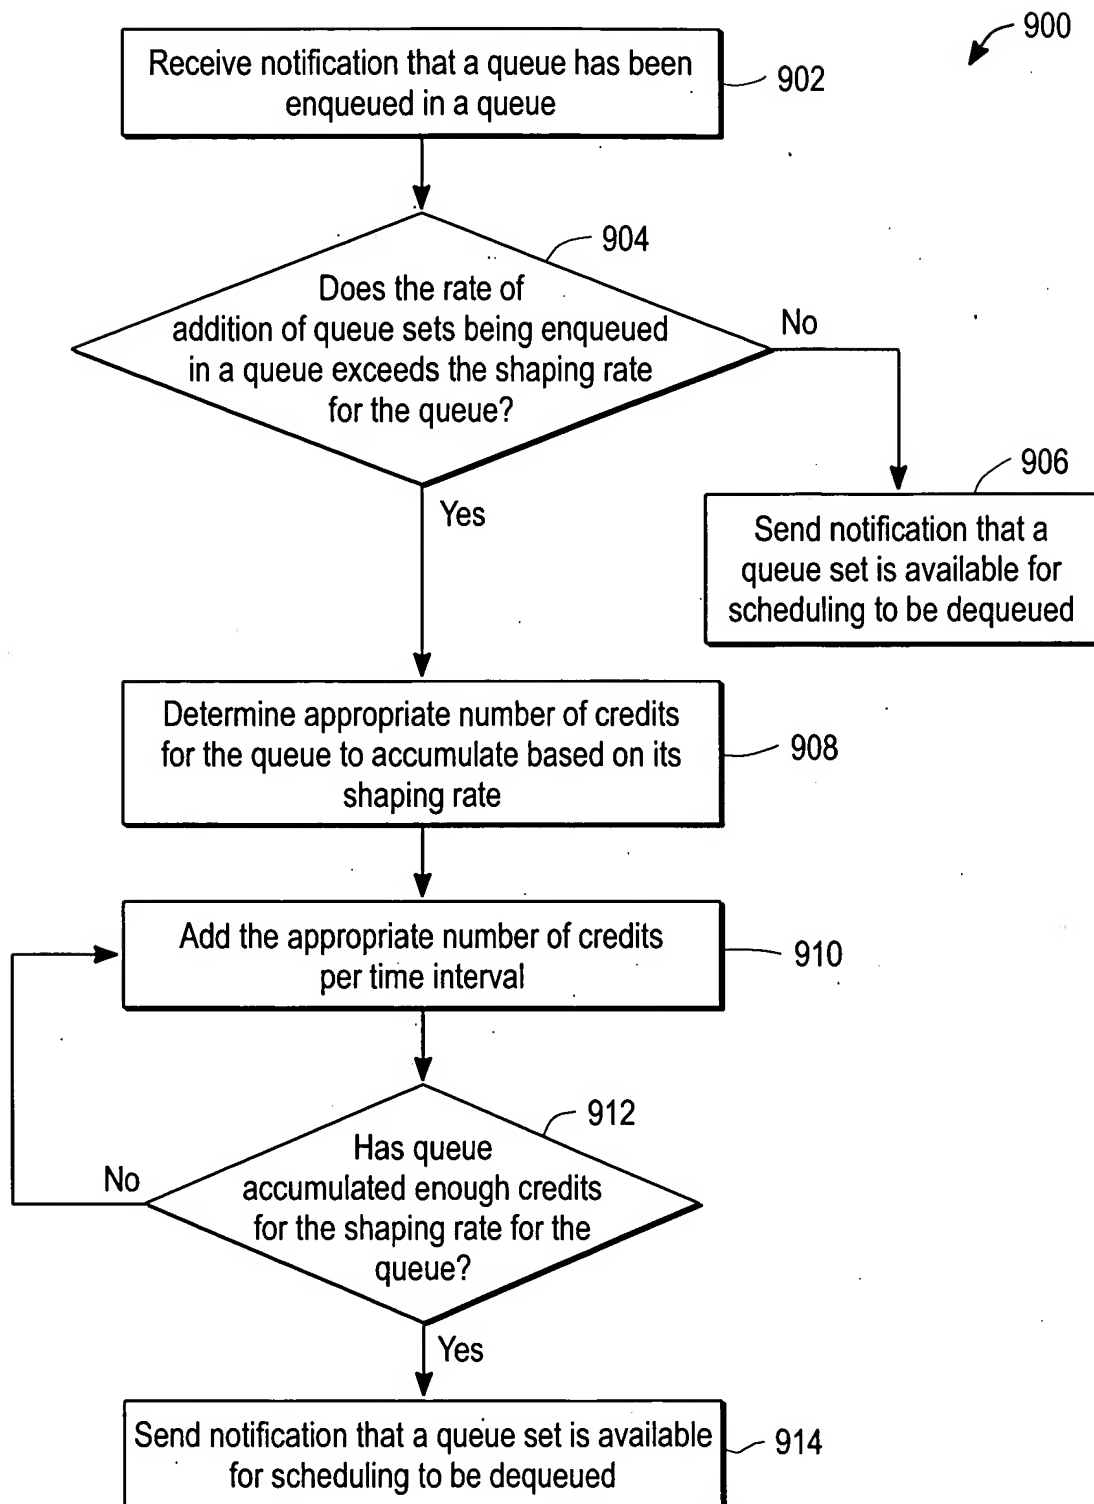 900
Receive notification that a queue has been
enqueued in a queue
902
904
Does the rate of
addition of queue sets being enqueued
in a queue exceeds the shaping rate
for the queue?
No
Yes
906
Send notification that a
queue set is available for
scheduling to be dequeued
Determine appropriate number of credits
for the queue to accumulate based on its
shaping rate
908
Add the appropriate number of credits
per time interval
910
912
Has queue
accumulated enough credits
for the shaping rate for the
queue?
No
Yes
Send notification that a queue set is available
for scheduling to be dequeued
914